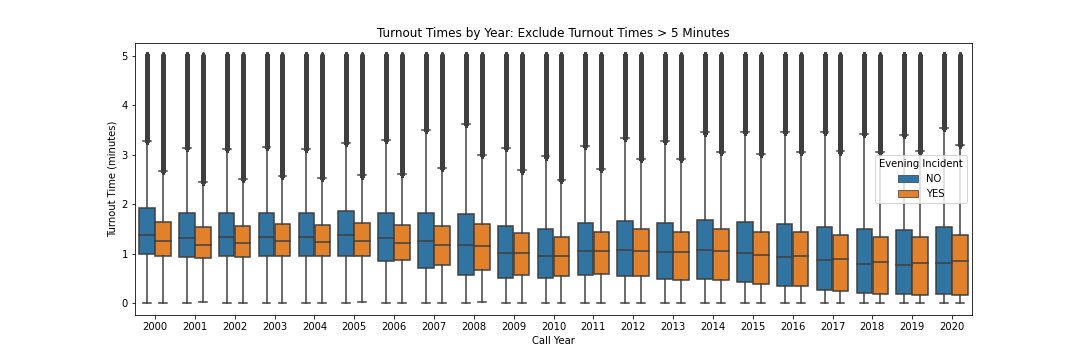 Turnout Times by Year: Exclude Turnout Times > 5 Minutes
Turnout Time (minutes)
5
4
3
2
1
0
Evening Incident
NO
YES
2000 2001 2002 2003 2004 2005 2006 2007 2008 2009 2010 2011 2012 2013 2014 2015 2016 2017 2018 2019 2020
Call Year